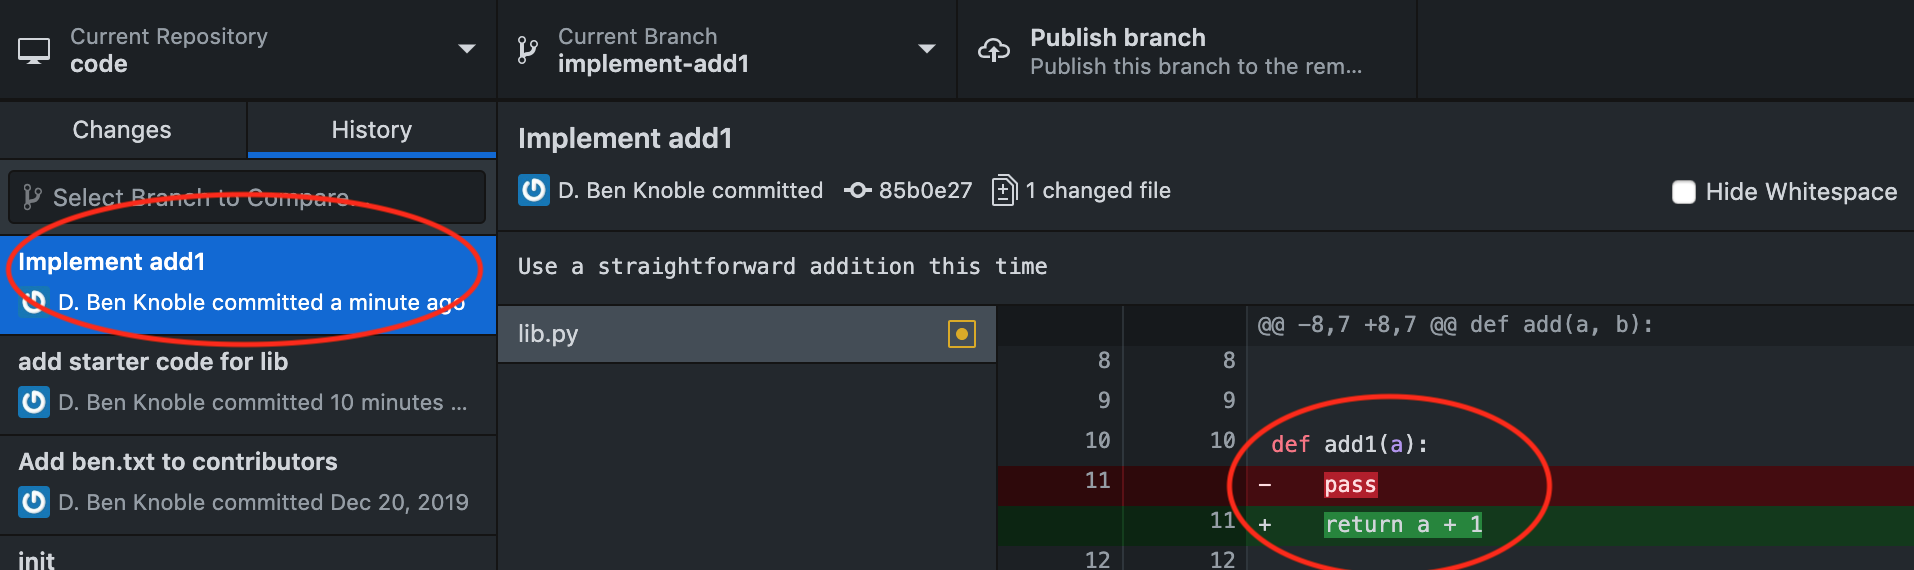 Current Repository
code
Current Branch
implement-add1
Publish branch
Publish this branch to the rem...
Changes
History
Select Branch to Compare...
Implement add1
D. Ben Knoble committed a minute ago
add starter code for lib
D. Ben Knoble committed 10 minutes ...
Add ben.txt to contributors
D. Ben Knoble committed Dec 20, 2019
init
Implement add1
D. Ben Knoble committed 85b0e27 1 changed file
Hide Whitespace
Use a straightforward addition this time
lib.py
@@ -8,7 +8,7 @@ def add(a, b):
8 8
9 9
10 10 def add1(a):
11 - pass
11 + return a + 1
12 12